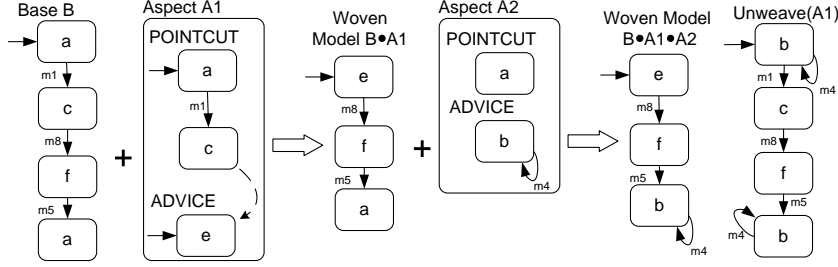 Base B
a
m1
c
m8
f
m5
a
+
Aspect A1
POINTCUT
a
m1
c
ADVICE
e
Woven
Model B●A1
e
m8
f
m5
a
+
Aspect A2
POINTCUT
a
ADVICE
b
m4
Woven Model
B●A1●A2
e
m8
f
m5
b
m4
Unweave(A1)
b
m4
m1
c
m8
f
m5
b
m4